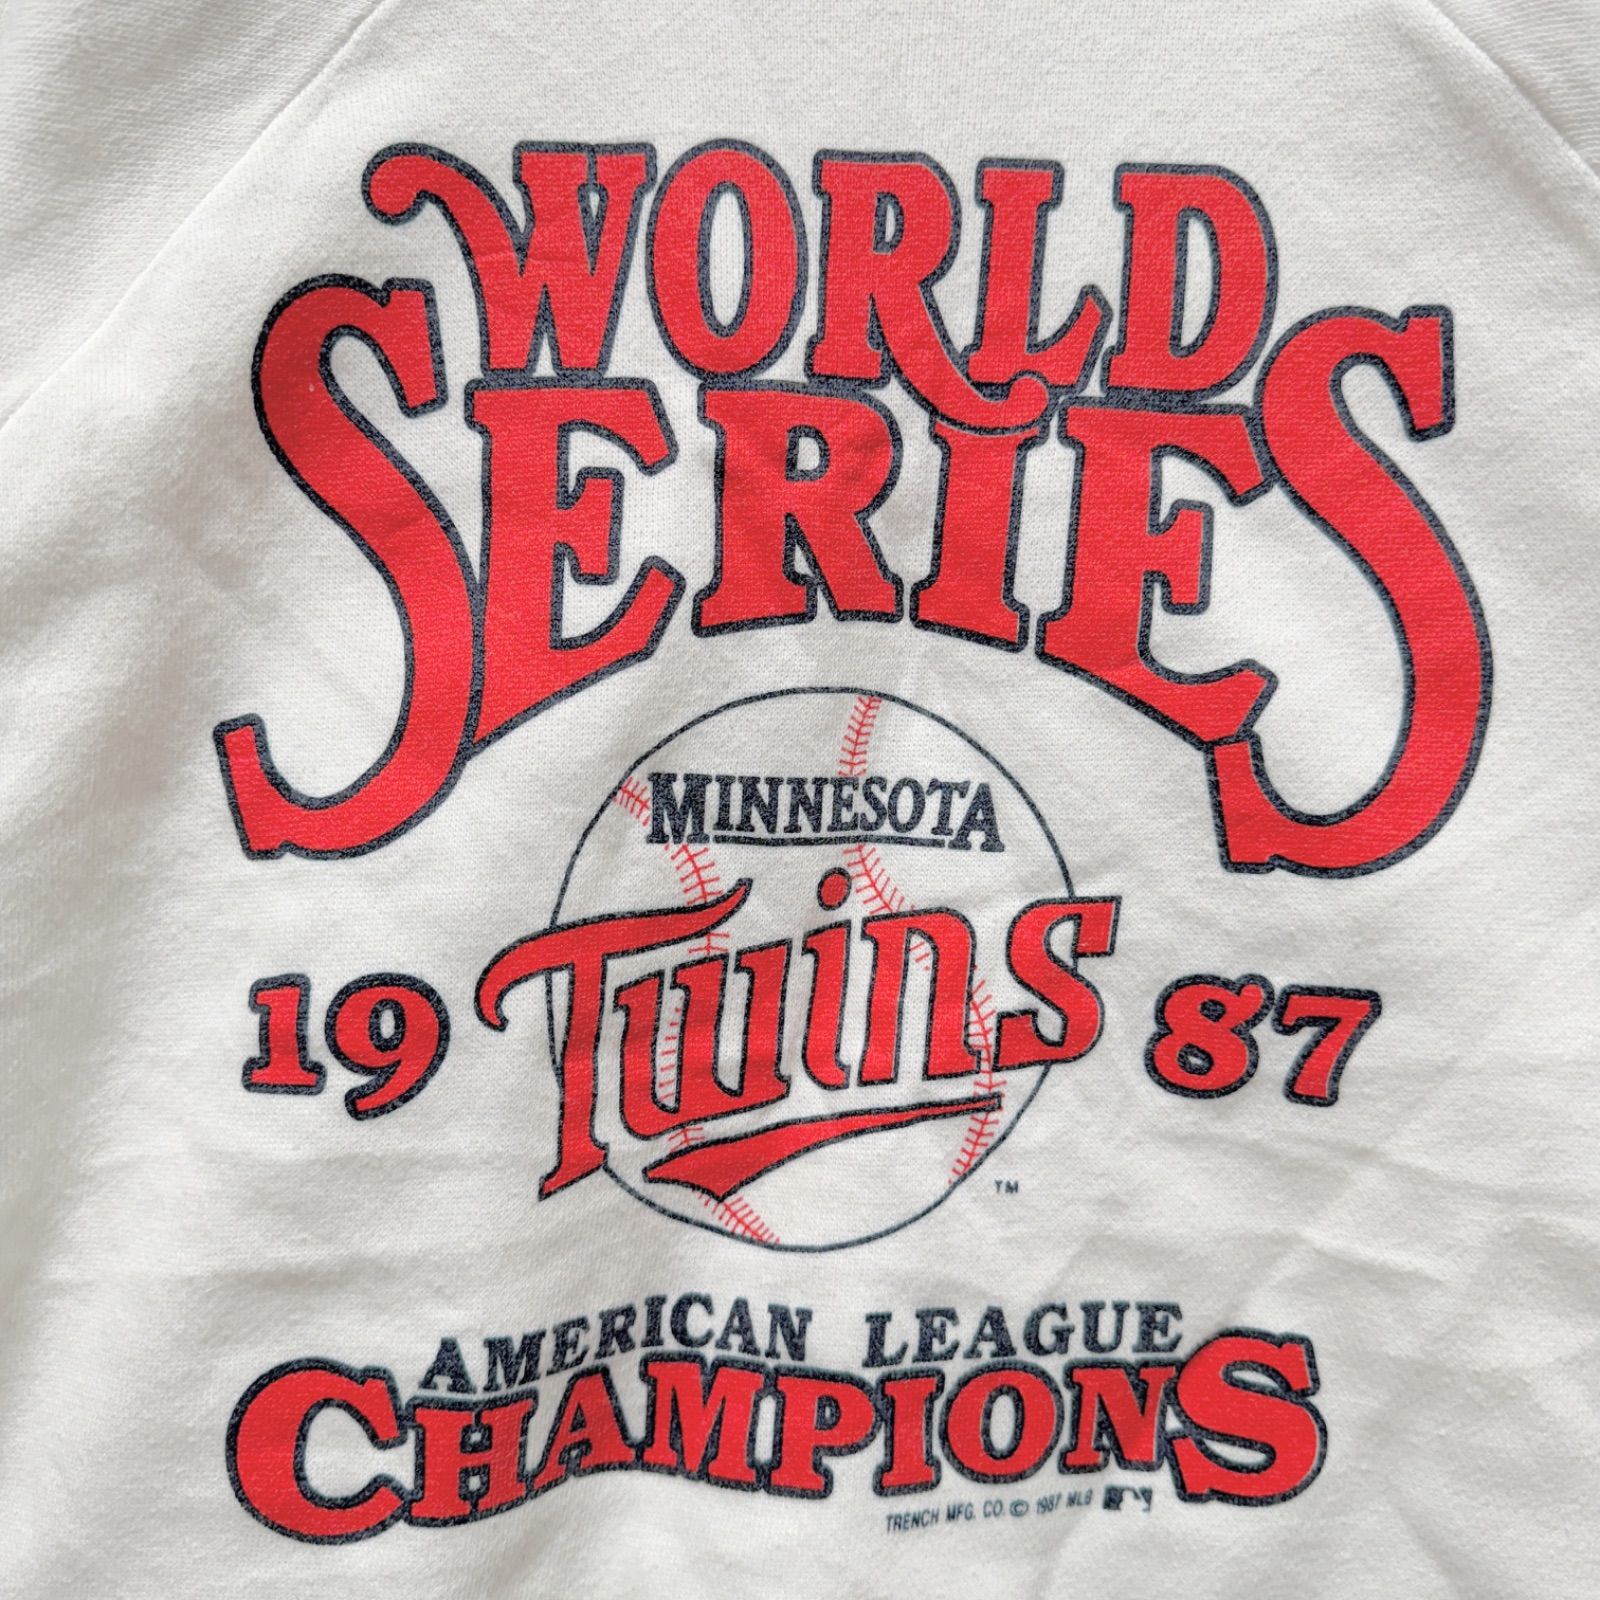 WORLD
SERIES
MINNESOTA
19 Twins 87
TM
AMERICAN LEAGUE
CHAMPIONS
TRENCH MFG. CO. © 1987 MLB